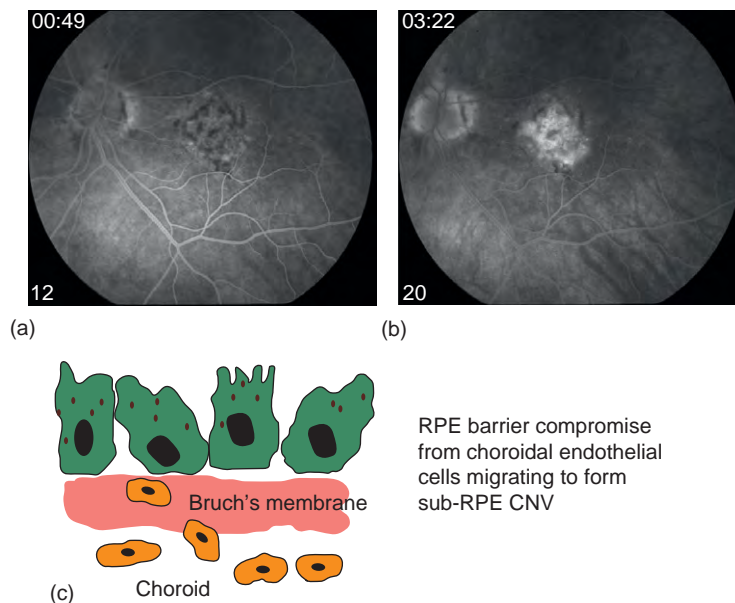 00:49
03:22
12
20
(a)
(b)
RPE barrier compromise
from choroidal endothelial
cells migrating to form
sub-RPE CNV
Bruch's membrane
Choroid
(c)